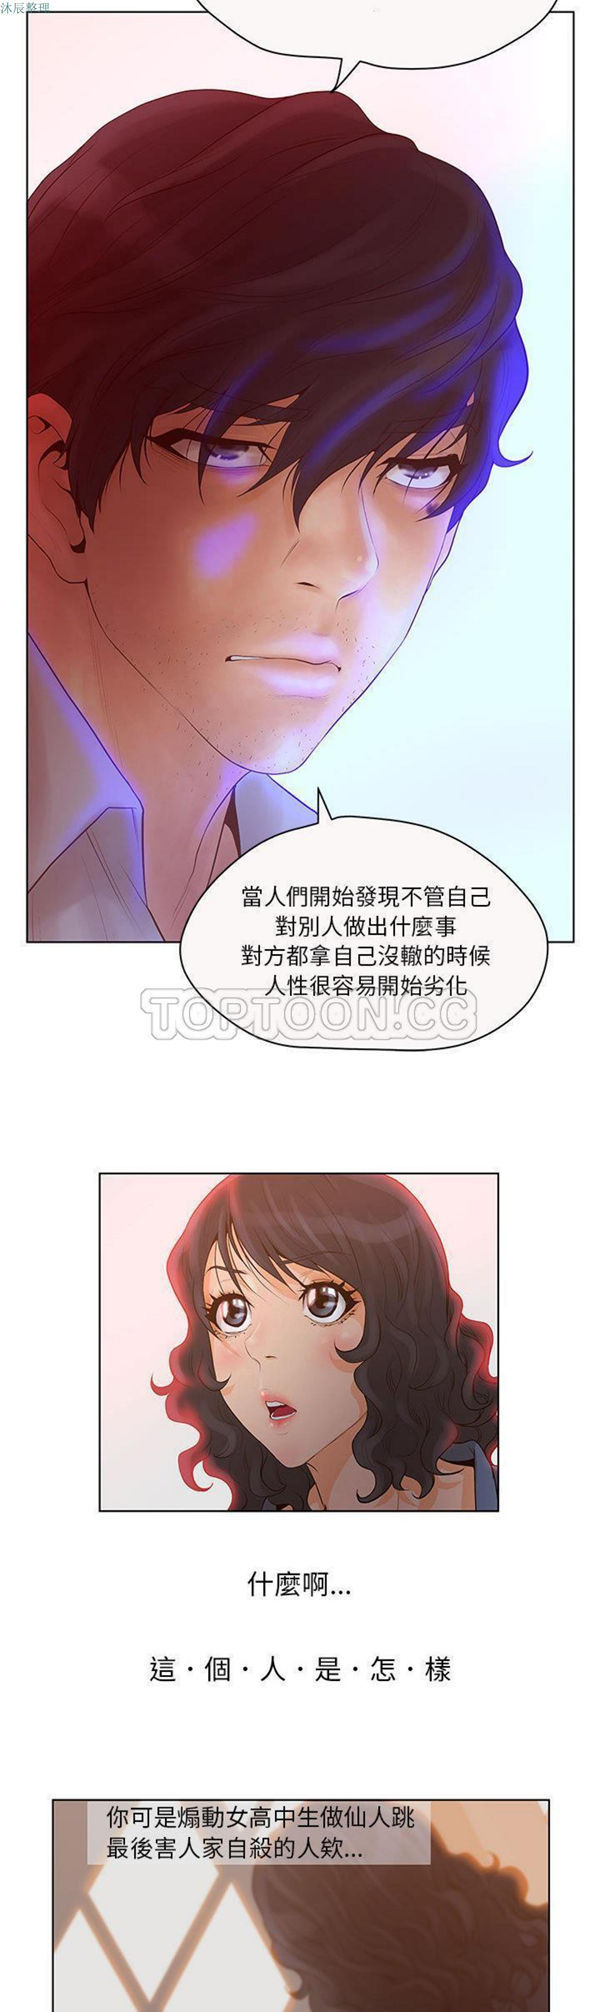 沐辰整理
當人們開始發現不管自己
對別人做出什麼事
對方都拿自己沒轍的時候
人性很容易開始劣化
TOPTOON.CC
什麼啊...
這·個·人·是·怎·樣
你可是煽動女高中生做仙人跳
最後害人家自殺的人欸...